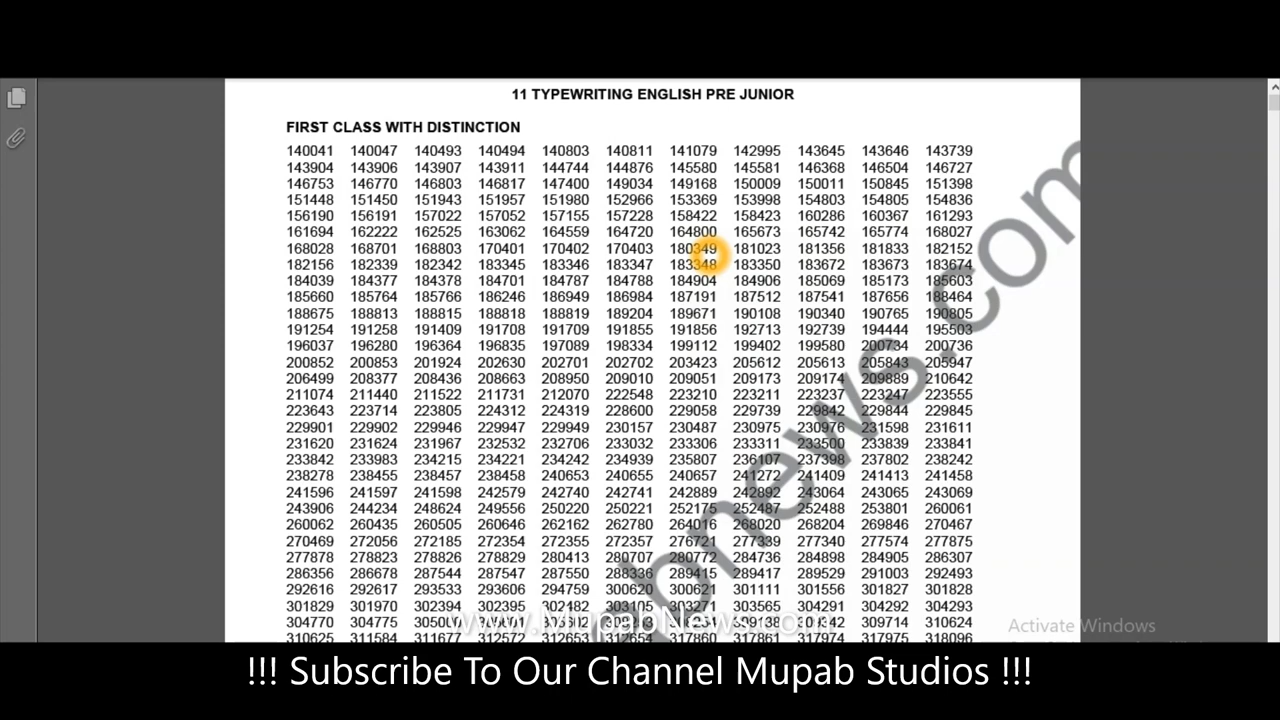 11 TYPEWRITING ENGLISH PRE JUNIOR
FIRST CLASS WITH DISTINCTION
140041 140047 140493 140494 140803 140811 141079 142995 143645 143646 143739
143904 143906 143907 143911 144744 144876 145580 145581 146368 146504 146727
146753 146770 146803 146817 147400 149034 149168 150009 150011 150845 151398
151448 151450 151943 151957 151980 152966 153369 153998 154803 154805 154836
156190 156191 157022 157052 157155 157228 158422 158423 160286 160367 161293
161694 162222 162525 163062 164559 164720 164800 165673 165742 165774 168027
168028 168701 168803 170401 170402 170403 180349 181023 181356 181833 182152
182156 182339 182342 183345 183346 183347 183348 183350 183672 183673 183674
184039 184377 184378 184701 184787 184788 184904 184906 185069 185173 185603
185660 185764 185766 186246 186949 186984 187191 187512 187541 187656 188464
188675 188813 188815 188818 188819 189204 189671 190108 190340 190765 190805
191254 191258 191409 191708 191709 191855 191856 192713 192739 194444 195503
196037 196280 196364 196835 197089 198334 199112 199402 199580 200734 200736
200852 200853 201924 202630 202701 202702 203423 205612 205613 205843 205947
206499 208377 208436 208663 208950 209010 209051 209173 209174 209889 210642
211074 211440 211522 211731 212070 222548 223210 223211 223237 223247 223555
223643 223714 223805 224312 224319 228600 229058 229739 229842 229844 229845
229901 229902 229946 229947 229949 230157 230487 230975 230976 231598 231611
231620 231624 231967 232532 232706 233032 233306 233311 233500 233839 233841
233842 233983 234215 234221 234242 234939 235807 236107 237398 237802 238242
238278 238455 238457 238458 240653 240655 240657 241272 241409 241413 241458
241596 241597 241598 242579 242740 242741 242889 242892 243064 243065 243069
243906 244234 248624 249556 250220 250221 252175 252487 252488 253801 260061
260062 260435 260505 260646 262162 262780 264016 268020 268204 269846 270467
270469 272056 272185 272354 272355 272357 276721 277339 277340 277574 277875
277878 278823 278826 278829 280413 280707 280772 284736 284898 284905 286307
286356 286678 287544 287547 287550 288336 289415 289417 289529 291003 292493
292616 292617 293533 293606 294759 300620 300621 301111 301556 301827 301828
301829 301970 302394 302395 302482 303105 303271 303565 304291 304292 304293
304770 304775 309714 310624
310625 311584 311677 312572 312653 312654 317860 317861 317974 317975 318096
www.MupabNews.com
Activate Windows
!!! Subscribe To Our Channel Mupab Studios !!!